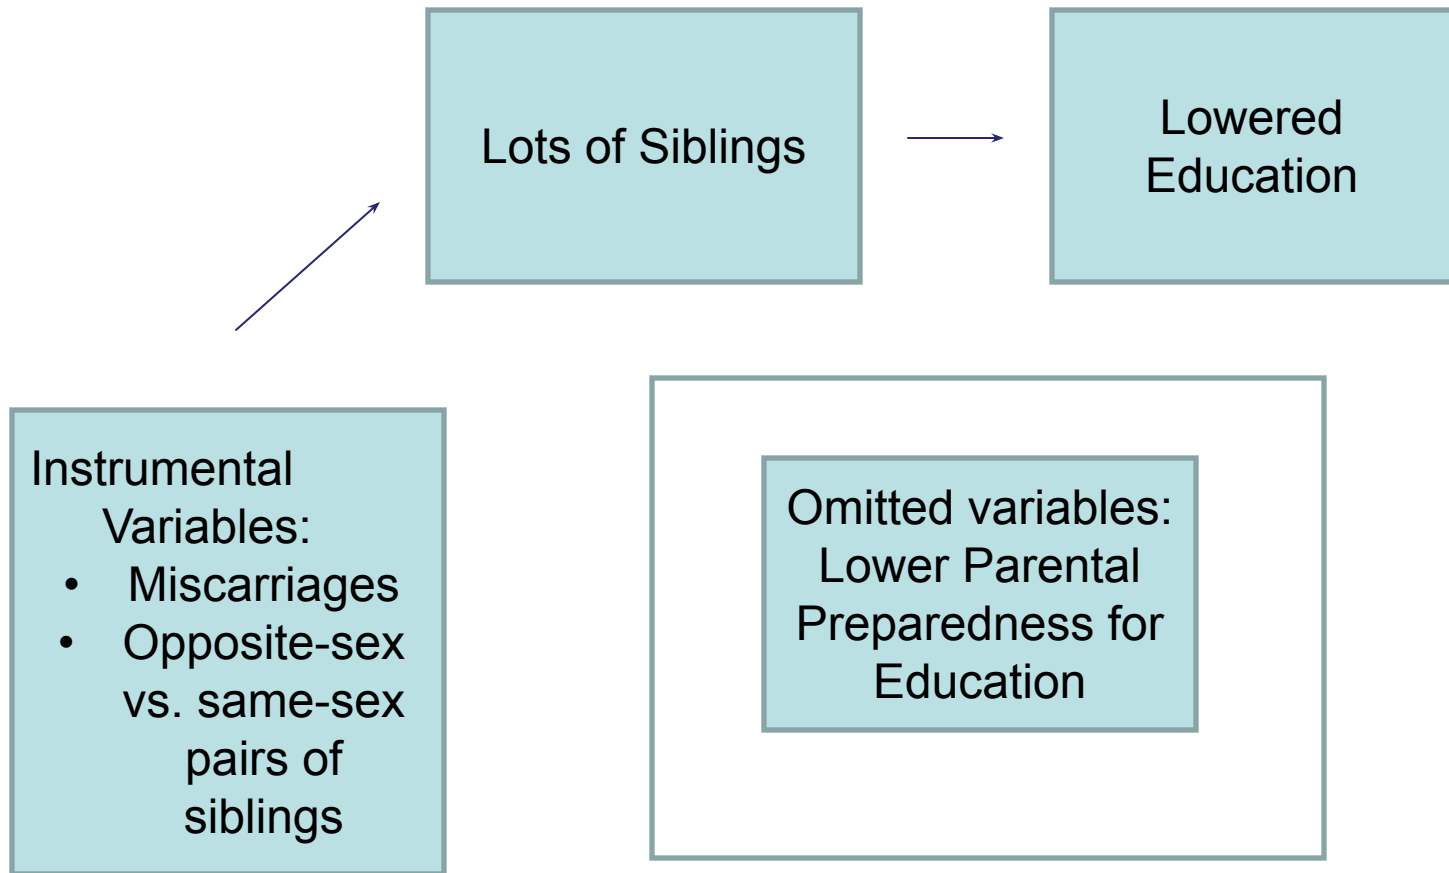 Lots of Siblings
Lowered
Education
Instrumental
Variables:
• Miscarriages
• Opposite-sex
vs. same-sex
pairs of
siblings
Omitted variables:
Lower Parental
Preparedness for
Education